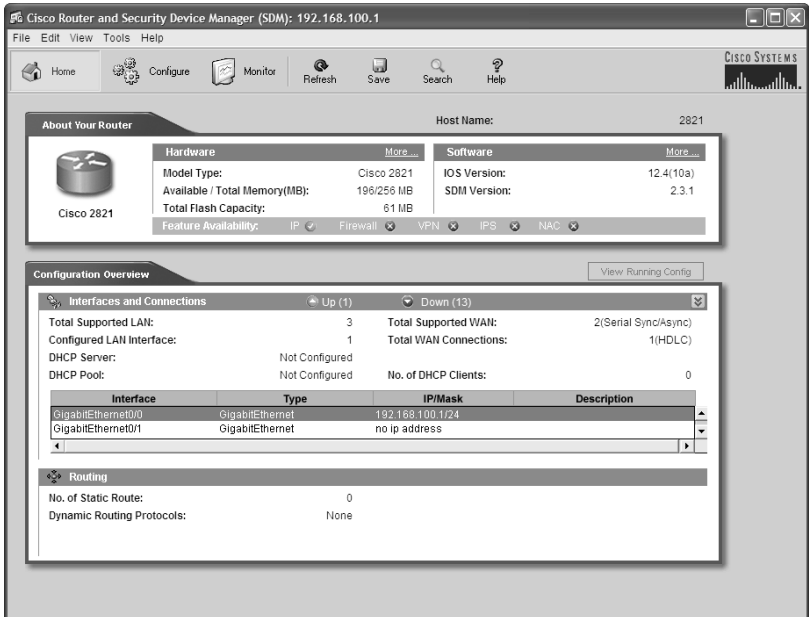 Cisco Router and Security Device Manager (SDM): 192.168.100.1
File Edit View Tools Help
Home Configure Monitor Refresh Save Search Help
CISCO SYSTEMS
About Your Router Host Name: 2821
Hardware More ... Software More ...
Model Type: Cisco 2821 IOS Version: 12.4(10a)
Available / Total Memory(MB): 196/256 MB SDM Version: 2.3.1
Total Flash Capacity: 61 MB
Cisco 2821
Feature Availability: IP Firewall VPN IPS NAC
Configuration Overview View Running Config
Interfaces and Connections Up (1) Down (13)
Total Supported LAN: 3 Total Supported WAN: 2(Serial Sync/Async)
Configured LAN Interface: 1 Total WAN Connections: 1(HDLC)
DHCP Server: Not Configured
DHCP Pool: Not Configured No. of DHCP Clients: 0
Interface Type IP/Mask Description
GigabitEthernet0/0 GigabitEthernet 192.168.100.1/24
GigabitEthernet0/1 GigabitEthernet no ip address
Routing
No. of Static Route: 0
Dynamic Routing Protocols: None